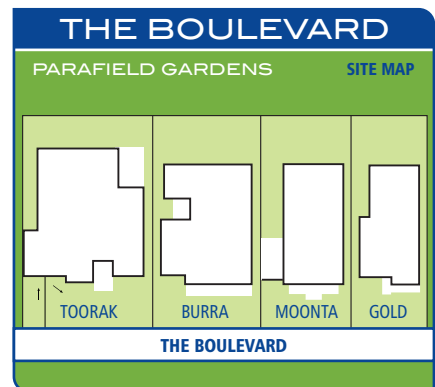 THE BOULEVARD
PARAFIELD GARDENS SITE MAP
TOORAK BURRA MOONTA GOLD
THE BOULEVARD